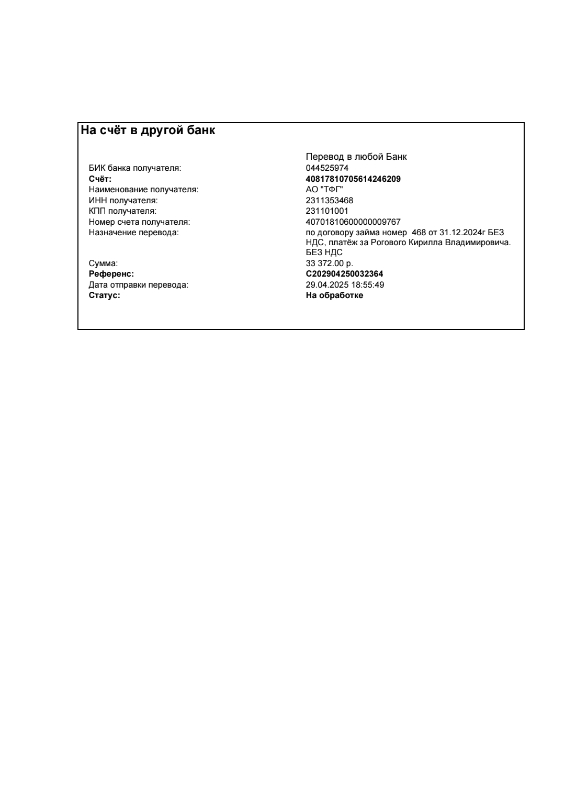 На счёт в другой банк
Перевод в любой Банк
БИК банка получателя: 044525974
Счёт: 40817810705614246209
Наименование получателя: АО "ТФГ"
ИНН получателя: 2311353468
КПП получателя: 231101001
Номер счета получателя: 40701810600000009767
Назначение перевода: по договору займа номер  468 от 31.12.2024г БЕЗ
НДС, платёж за Рогового Кирилла Владимировича.
БЕЗ НДС
Сумма: 33 372.00 р.
Референс: C202904250032364
Дата отправки перевода: 29.04.2025 18:55:49
Статус: На обработке